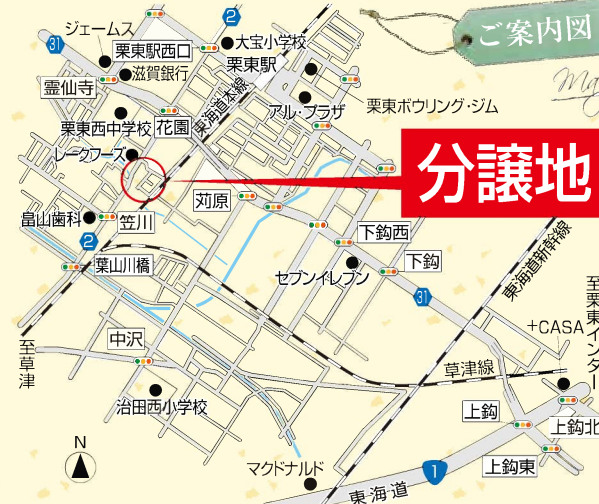 ご案内図
Ma
ジェームス
31
2
大宝小学校
栗東駅西口
栗東駅
滋賀銀行
霊仙寺
東海道本線
アル・プラザ
栗東ボウリング・ジム
栗東西中学校
花園
レークフーズ
分譲地
苅原
畠山歯科
笠川
2
下鈎西
葉山川橋
セブンイレブン
下鈎
31
東海道新幹線
至栗東インター
+CASA
至草津
中沢
草津線
治田西小学校
上鈎
上鈎北
N
マクドナルド
上鈎東
1
東海道